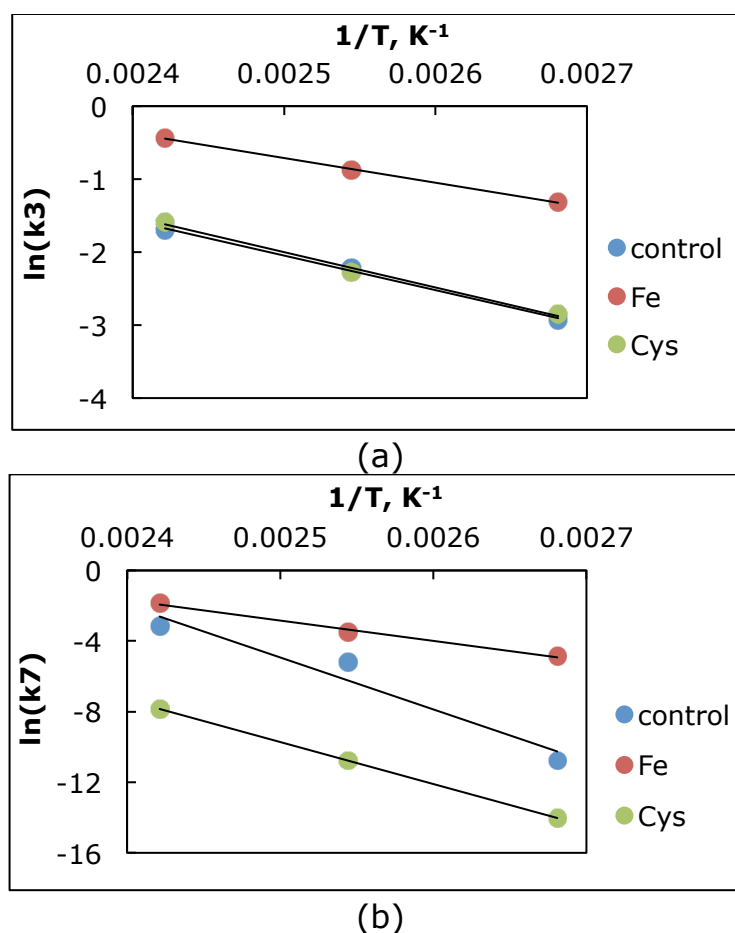 1/T, K⁻¹
0.0024 0.0025 0.0026 0.0027
0
-1
-2
-3
-4
ln(k3)
control
Fe
Cys
(a)
1/T, K⁻¹
0.0024 0.0025 0.0026 0.0027
0
-4
-8
-12
-16
ln(k7)
control
Fe
Cys
(b)